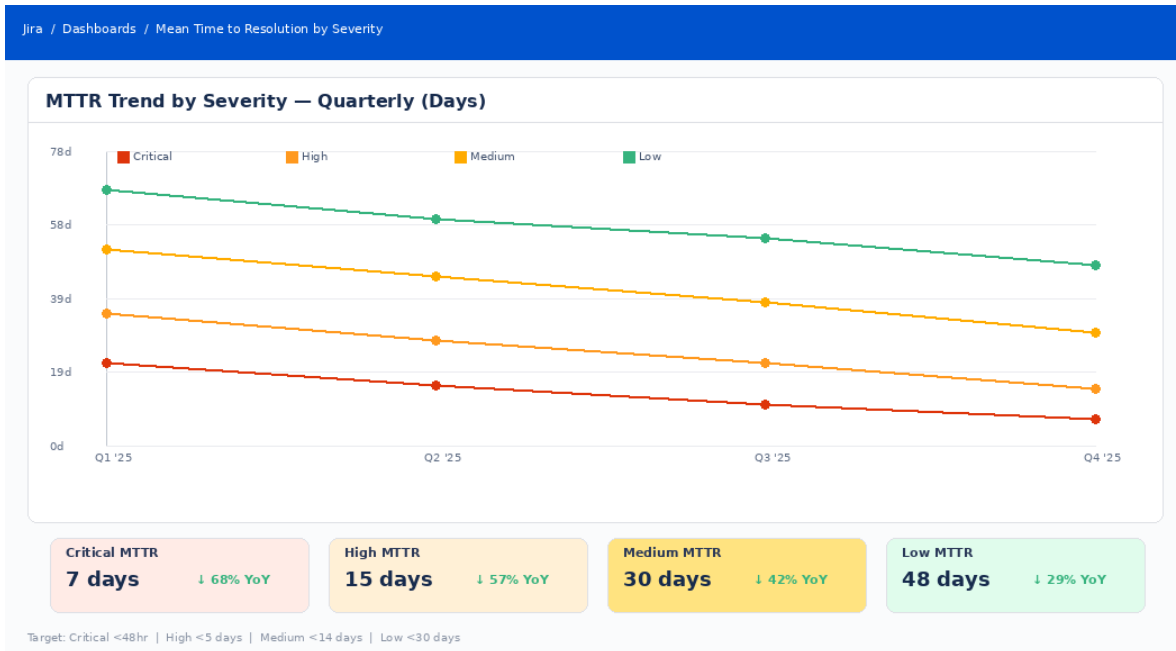 Jira / Dashboards / Mean Time to Resolution by Severity
MTTR Trend by Severity — Quarterly (Days)
78d
Critical High Medium Low
58d
39d
19d
0d
Q1 '25 Q2 '25 Q3 '25 Q4 '25
Critical MTTR
7 days ↓ 68% YoY
High MTTR
15 days ↓ 57% YoY
Medium MTTR
30 days ↓ 42% YoY
Low MTTR
48 days ↓ 29% YoY
Target: Critical <48hr | High <5 days | Medium <14 days | Low <30 days